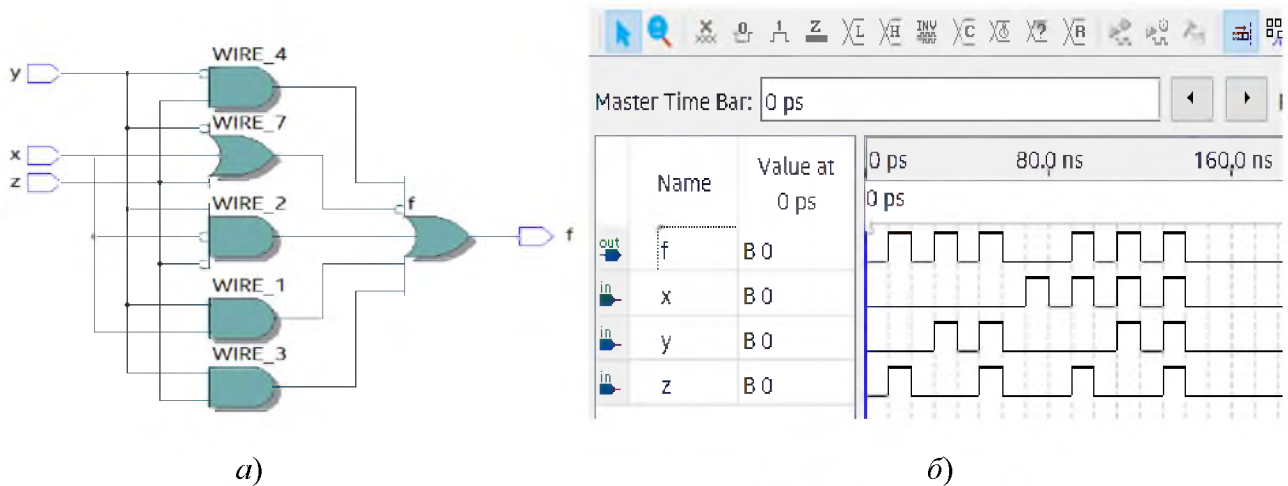 WIRE_4
y
WIRE_7
x
z
WIRE_2
f
f
WIRE_1
WIRE_3
Master Time Bar: 0 ps
Name
Value at
0 ps
0 ps 80.0 ns 160.0 ns
0 ps
out f B 0
in x B 0
in y B 0
in z B 0
а) б)